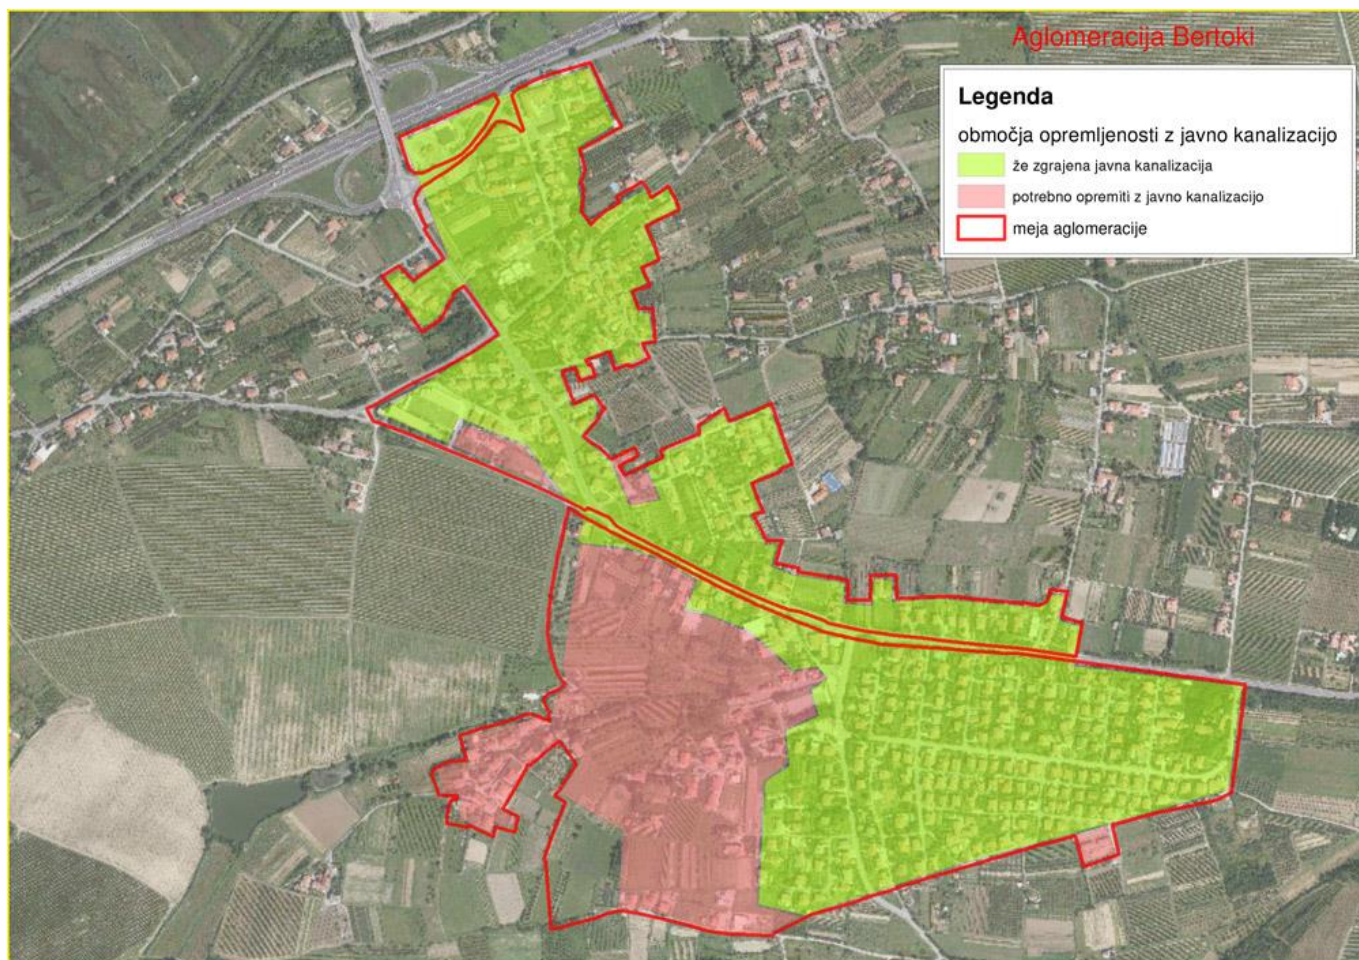 Aglomeracija Bertoki
Legenda
območja opremljenosti z javno kanalizacijo
že zgrajena javna kanalizacija
potrebno opremiti z javno kanalizacijo
meja aglomeracije